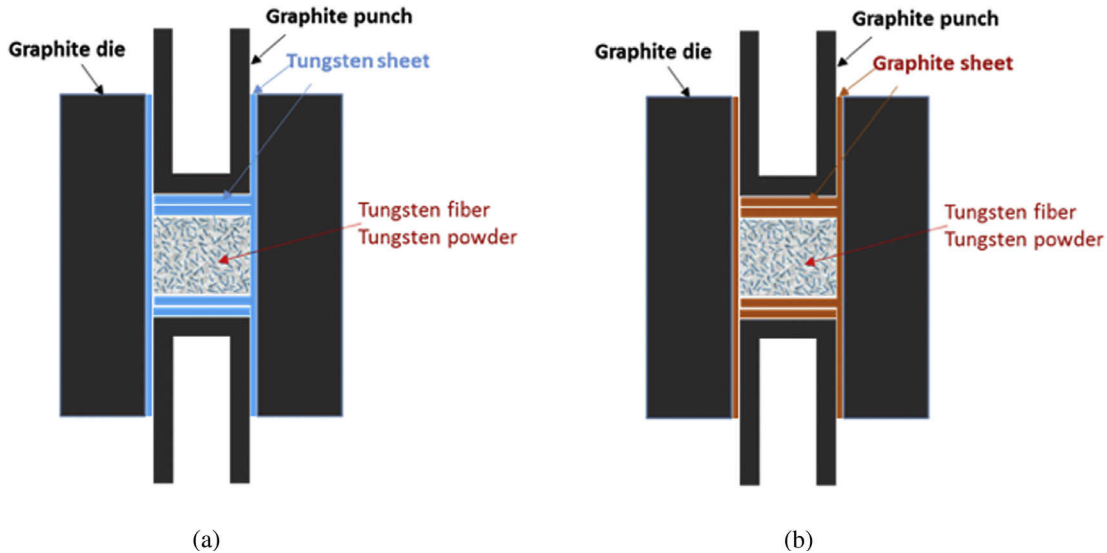 Graphite punch
Graphite die
Tungsten sheet
Tungsten fiber
Tungsten powder
(a)
Graphite punch
Graphite die
Graphite sheet
Tungsten fiber
Tungsten powder
(b)